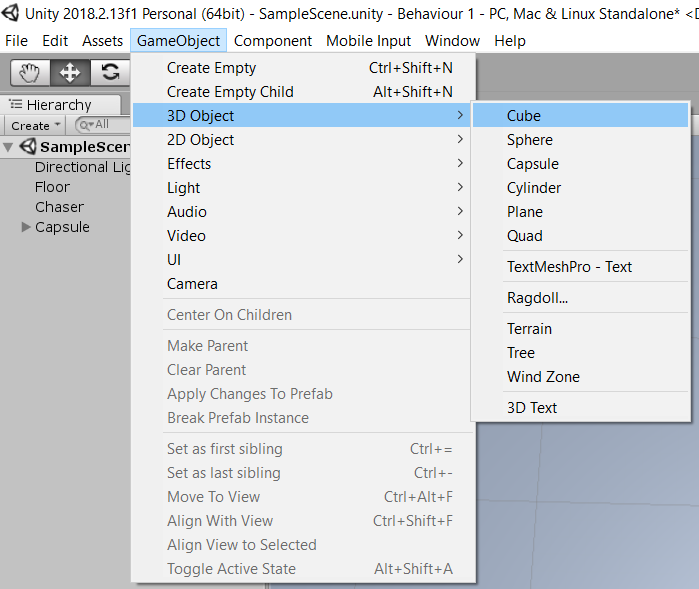 Unity 2018.2.13f1 Personal (64bit) - SampleScene.unity - Behaviour 1 - PC, Mac & Linux Standalone* <D
File Edit Assets GameObject Component Mobile Input Window Help
Hierarchy
Create All
SampleScen
Directional Lig
Floor
Chaser
Capsule
Create Empty Ctrl+Shift+N
Create Empty Child Alt+Shift+N
3D Object
2D Object
Effects
Light
Audio
Video
UI
Camera
Center On Children
Make Parent
Clear Parent
Apply Changes To Prefab
Break Prefab Instance
Set as first sibling Ctrl+=
Set as last sibling Ctrl+-
Move To View Ctrl+Alt+F
Align With View Ctrl+Shift+F
Align View to Selected
Toggle Active State Alt+Shift+A
Cube
Sphere
Capsule
Cylinder
Plane
Quad
TextMeshPro - Text
Ragdoll...
Terrain
Tree
Wind Zone
3D Text